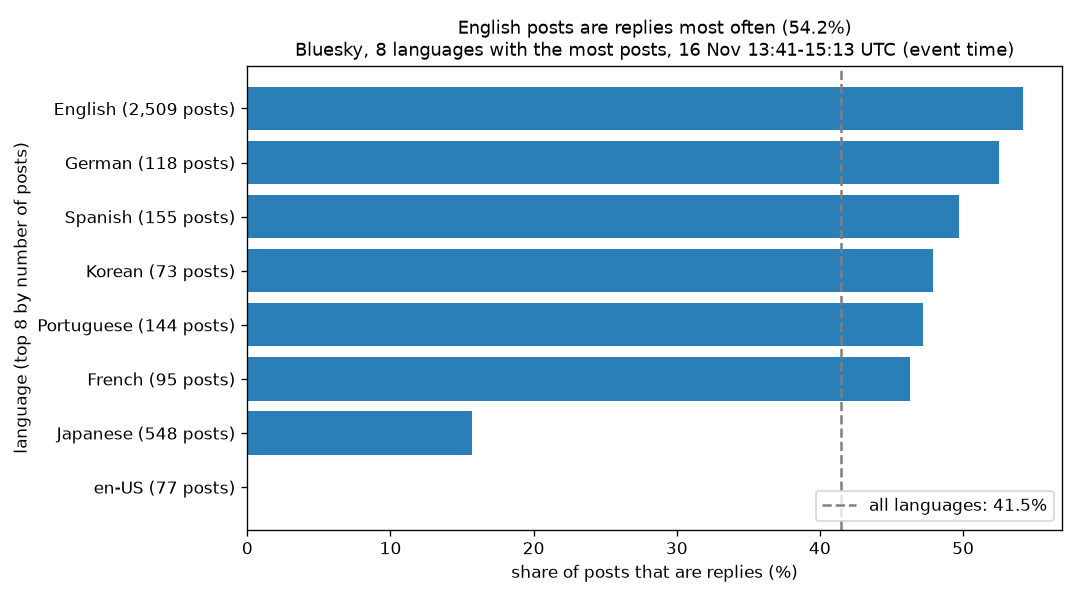 English posts are replies most often (54.2%)
Bluesky, 8 languages with the most posts, 16 Nov 13:41-15:13 UTC (event time)
language (top 8 by number of posts)
English (2,509 posts)
German (118 posts)
Spanish (155 posts)
Korean (73 posts)
Portuguese (144 posts)
French (95 posts)
Japanese (548 posts)
en-US (77 posts)
all languages: 41.5%
0 10 20 30 40 50
share of posts that are replies (%)